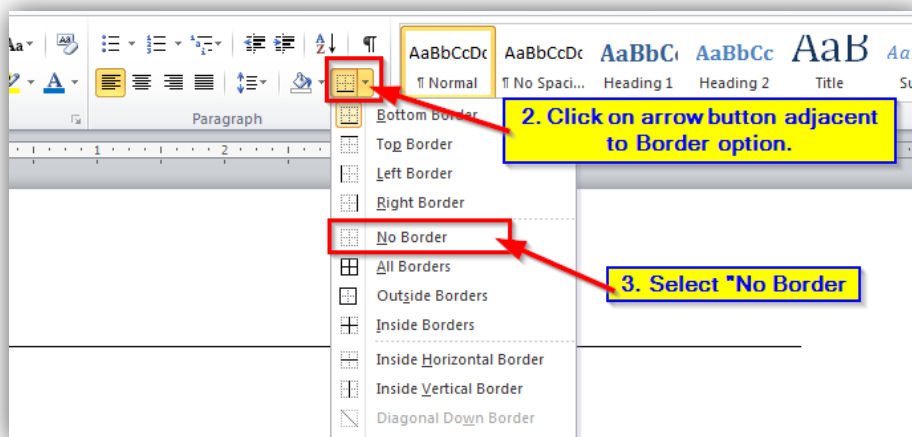 Aa
Aa
A
Z
¶
AaBbCcDc AaBbCcDc AaBbC AaBbCc AaB Aa
¶ Normal ¶ No Spaci... Heading 1 Heading 2 Title Su
A
Paragraph
1 2
2. Click on arrow button adjacent
to Border option.
Bottom Border
Top Border
Left Border
Right Border
No Border
All Borders
3. Select "No Border
Outside Borders
Inside Borders
Inside Horizontal Border
Inside Vertical Border
Diagonal Down Border